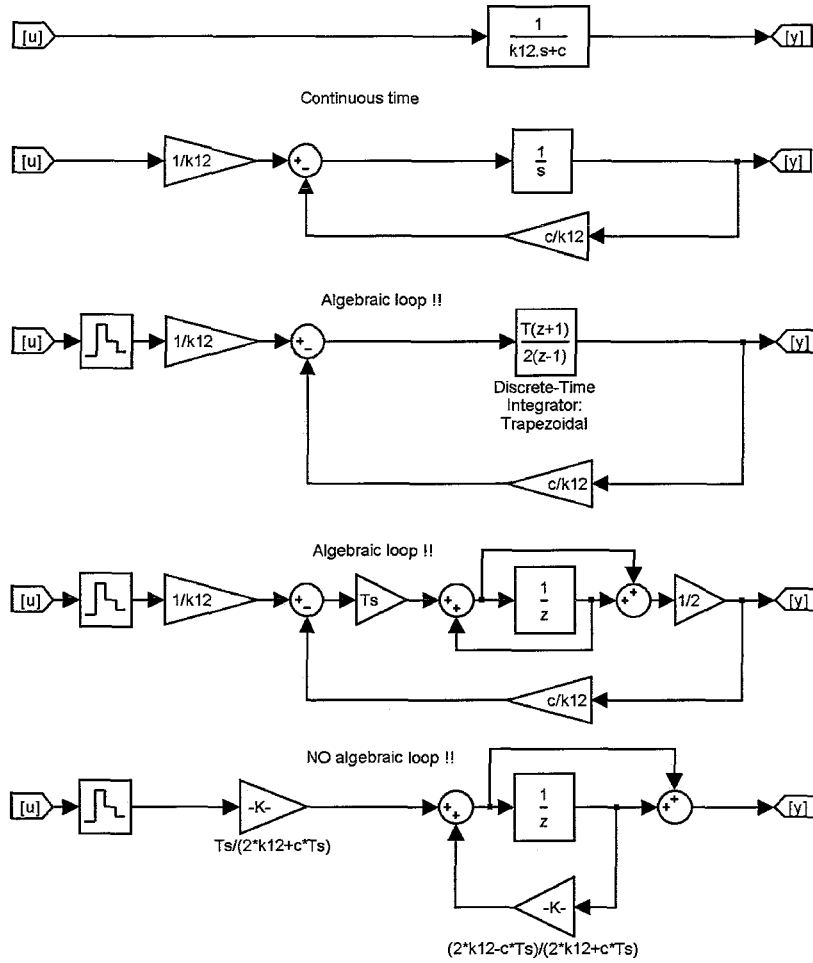 [u]
1
k12.s+c
[y]
Continuous time
[u]
1/k12
+
−
1
s
[y]
c/k12
Algebraic loop !!
[u]
1/k12
+
−
T(z+1)
2(z-1)
[y]
Discrete-Time
Integrator:
Trapezoidal
c/k12
Algebraic loop !!
[u]
1/k12
+
−
Ts
+
+
1
z
+
+
1/2
[y]
c/k12
NO algebraic loop !!
[u]
-K-
Ts/(2*k12+c*Ts)
+
+
1
z
+
+
[y]
-K-
(2*k12-c*Ts)/(2*k12+c*Ts)